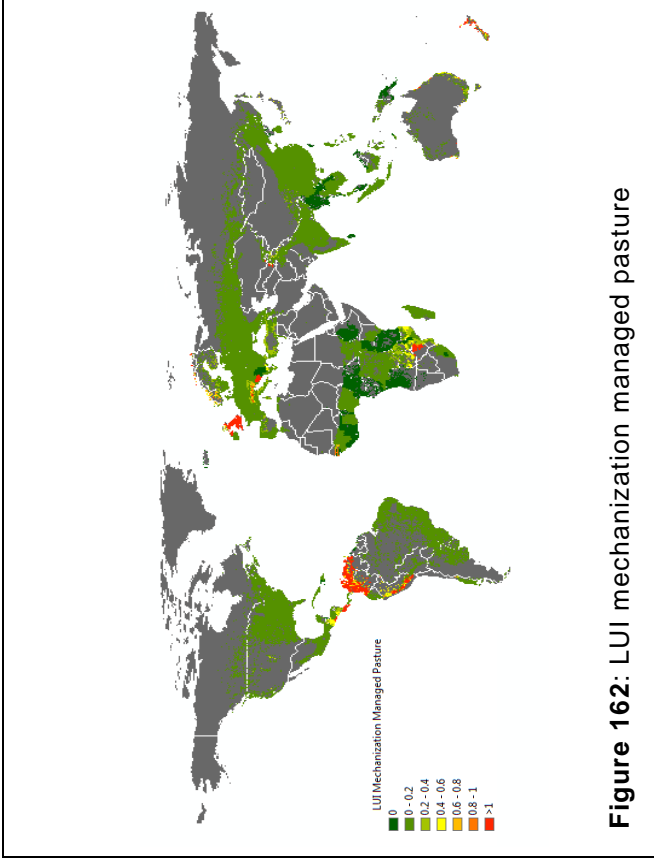 LUI Mechanization Managed Pasture
0
0 - 0.2
0.2 - 0.4
0.4 - 0.6
0.6 - 0.8
0.8 - 1
>1
Figure 162: LUI mechanization managed pasture